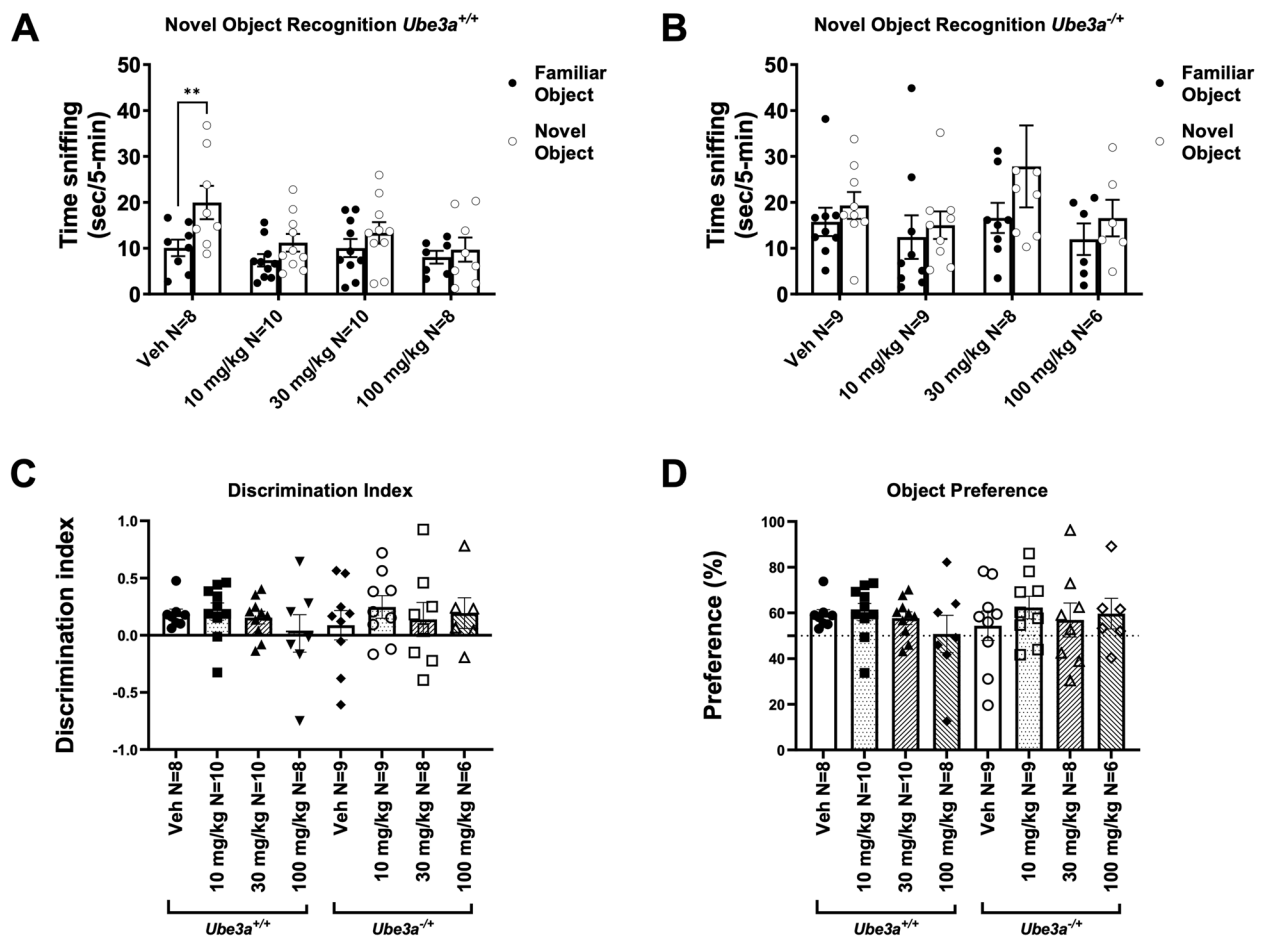 A
Novel Object Recognition Ube3a+/+
Time sniffing
(sec/5-min)
50
40
30
20
10
0
**
Familiar
Object
Novel
Object
Veh N=8
10 mg/kg N=10
30 mg/kg N=10
100 mg/kg N=8
B
Novel Object Recognition Ube3a-/+
Time sniffing
(sec/5-min)
50
40
30
20
10
0
Familiar
Object
Novel
Object
Veh N=9
10 mg/kg N=9
30 mg/kg N=8
100 mg/kg N=6
C
Discrimination Index
Discrimination index
1.0
0.5
0.0
-0.5
-1.0
Veh N=8
10 mg/kg N=10
30 mg/kg N=10
100 mg/kg N=8
Veh N=9
10 mg/kg N=9
30 mg/kg N=8
100 mg/kg N=6
Ube3a+/+
Ube3a-/+
D
Object Preference
Preference (%)
100
80
60
40
20
0
Veh N=8
10 mg/kg N=10
30 mg/kg N=18
100 mg/kg N=8
Veh N=9
10 mg/kg N=9
30 mg/kg N=8
100 mg/kg N=6
Ube3a+/+
Ube3a-/+